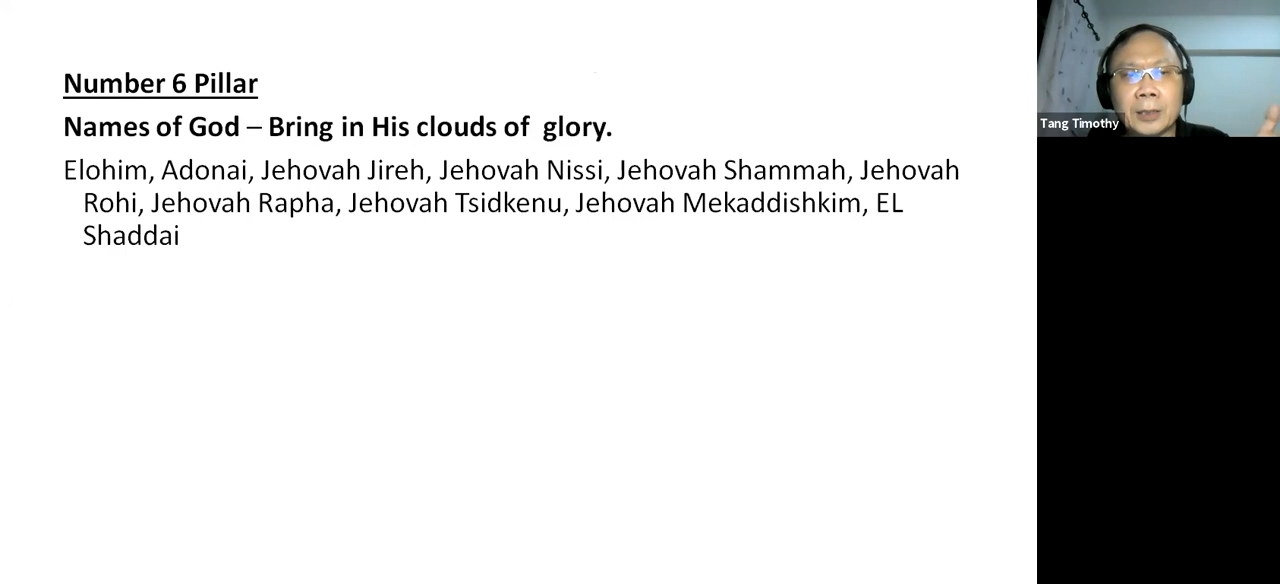 Number 6 Pillar
Names of God – Bring in His clouds of glory.
Elohim, Adonai, Jehovah Jireh, Jehovah Nissi, Jehovah Shammah, Jehovah
Rohi, Jehovah Rapha, Jehovah Tsidkenu, Jehovah Mekaddishkim, EL
Shaddai
Tang Timothy